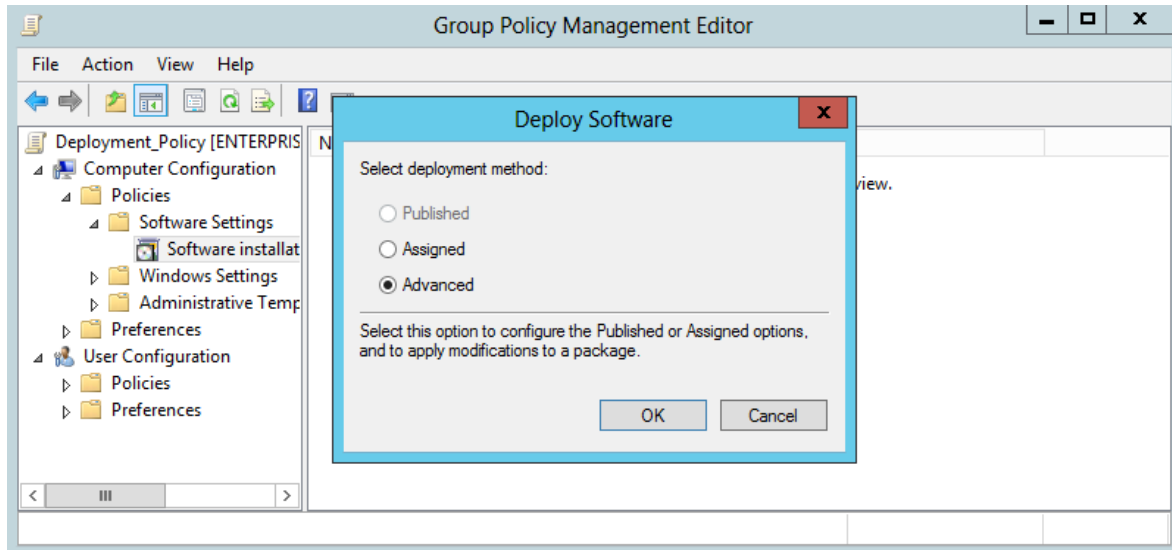 Group Policy Management Editor
File Action View Help
Deployment_Policy [ENTERPRIS
Computer Configuration
Policies
Software Settings
Software installat
Windows Settings
Administrative Temp
Preferences
User Configuration
Policies
Preferences
N
view.
Deploy Software
Select deployment method:
Published
Assigned
Advanced
Select this option to configure the Published or Assigned options,
and to apply modifications to a package.
OK Cancel